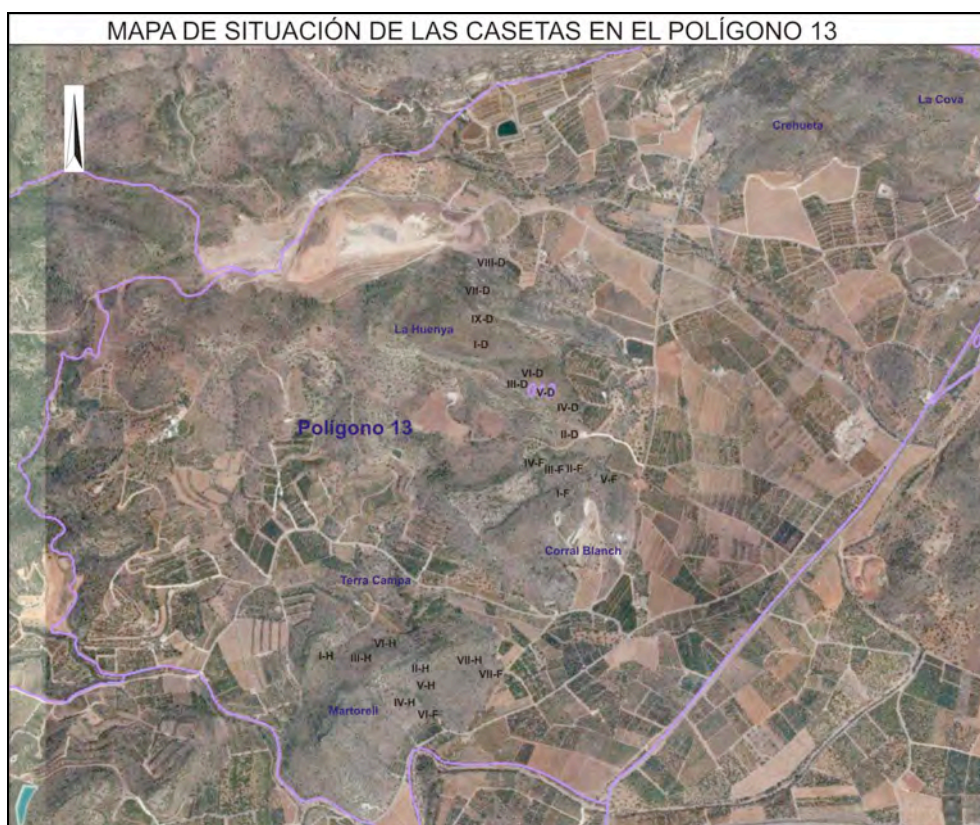 MAPA DE SITUACIÓN DE LAS CASETAS EN EL POLÍGONO 13
La Cova
Crehueta
VIII-D
VII-D
IX-D
La Huenya
I-D
VI-D
III-D
V-D
IV-D
Polígono 13
II-D
IV-F
III-F
II-F
V-F
I-F
Corral Blanch
Terra Campa
VI-H
I-H
III-H
VII-H
II-H
VII-F
V-H
IV-H
Martorell
VI-F